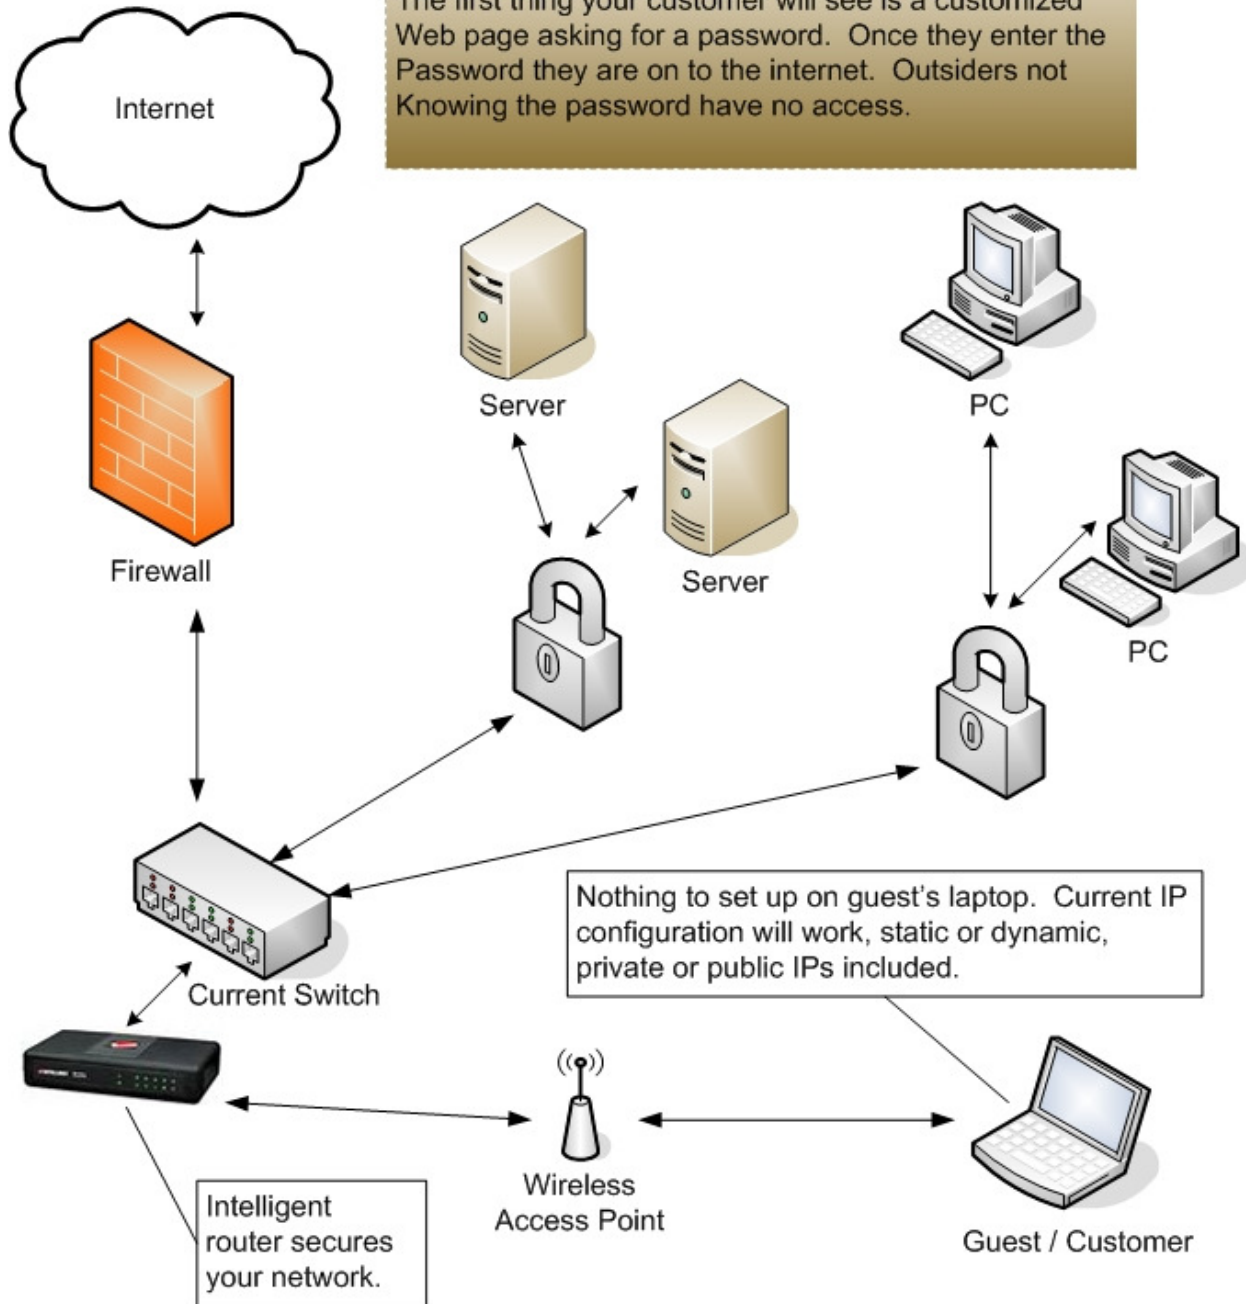 The first thing your customer will see is a customized
Web page asking for a password.  Once they enter the
Password they are on to the internet.  Outsiders not
Knowing the password have no access.
Internet
Server
PC
Server
Firewall
PC
Nothing to set up on guest's laptop.  Current IP
configuration will work, static or dynamic,
private or public IPs included.
Current Switch
Wireless
Access Point
Intelligent
router secures
your network.
Guest / Customer